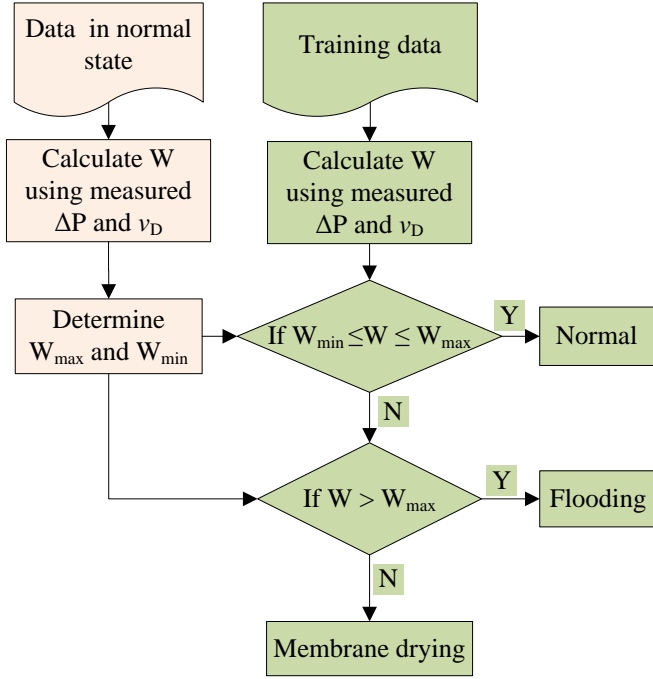 Data in normal
state
Training data
Calculate W
using measured
ΔP and vD
Calculate W
using measured
ΔP and vD
Determine
Wmax and Wmin
If Wmin ≤W ≤ Wmax
Y
Normal
N
If W > Wmax
Y
Flooding
N
Membrane drying